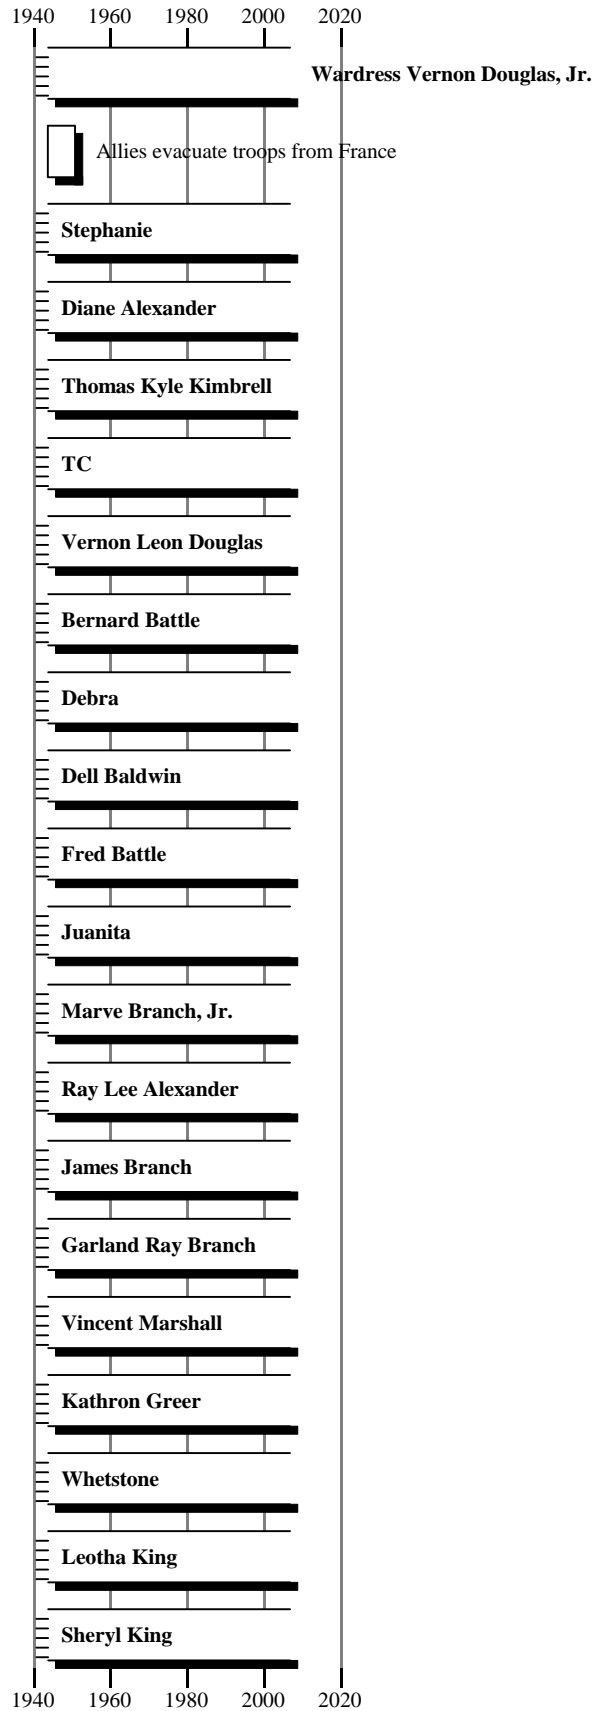 1940 1960 1980 2000 2020
Wardress Vernon Douglas, Jr.
Allies evacuate troops from France
Stephanie
Diane Alexander
Thomas Kyle Kimbrell
TC
Vernon Leon Douglas
Bernard Battle
Debra
Dell Baldwin
Fred Battle
Juanita
Marve Branch, Jr.
Ray Lee Alexander
James Branch
Garland Ray Branch
Vincent Marshall
Kathron Greer
Whetstone
Leotha King
Sheryl King
1940 1960 1980 2000 2020